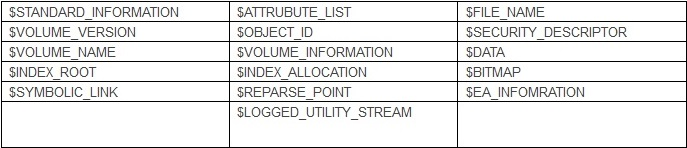 $STANDARD_INFORMATION $ATTRUBUTE_LIST $FILE_NAME
$VOLUME_VERSION $OBJECT_ID $SECURITY_DESCRIPTOR
$VOLUME_NAME $VOLUME_INFORMATION $DATA
$INDEX_ROOT $INDEX_ALLOCATION $BITMAP
$SYMBOLIC_LINK $REPARSE_POINT $EA_INFOMRATION
$LOGGED_UTILITY_STREAM